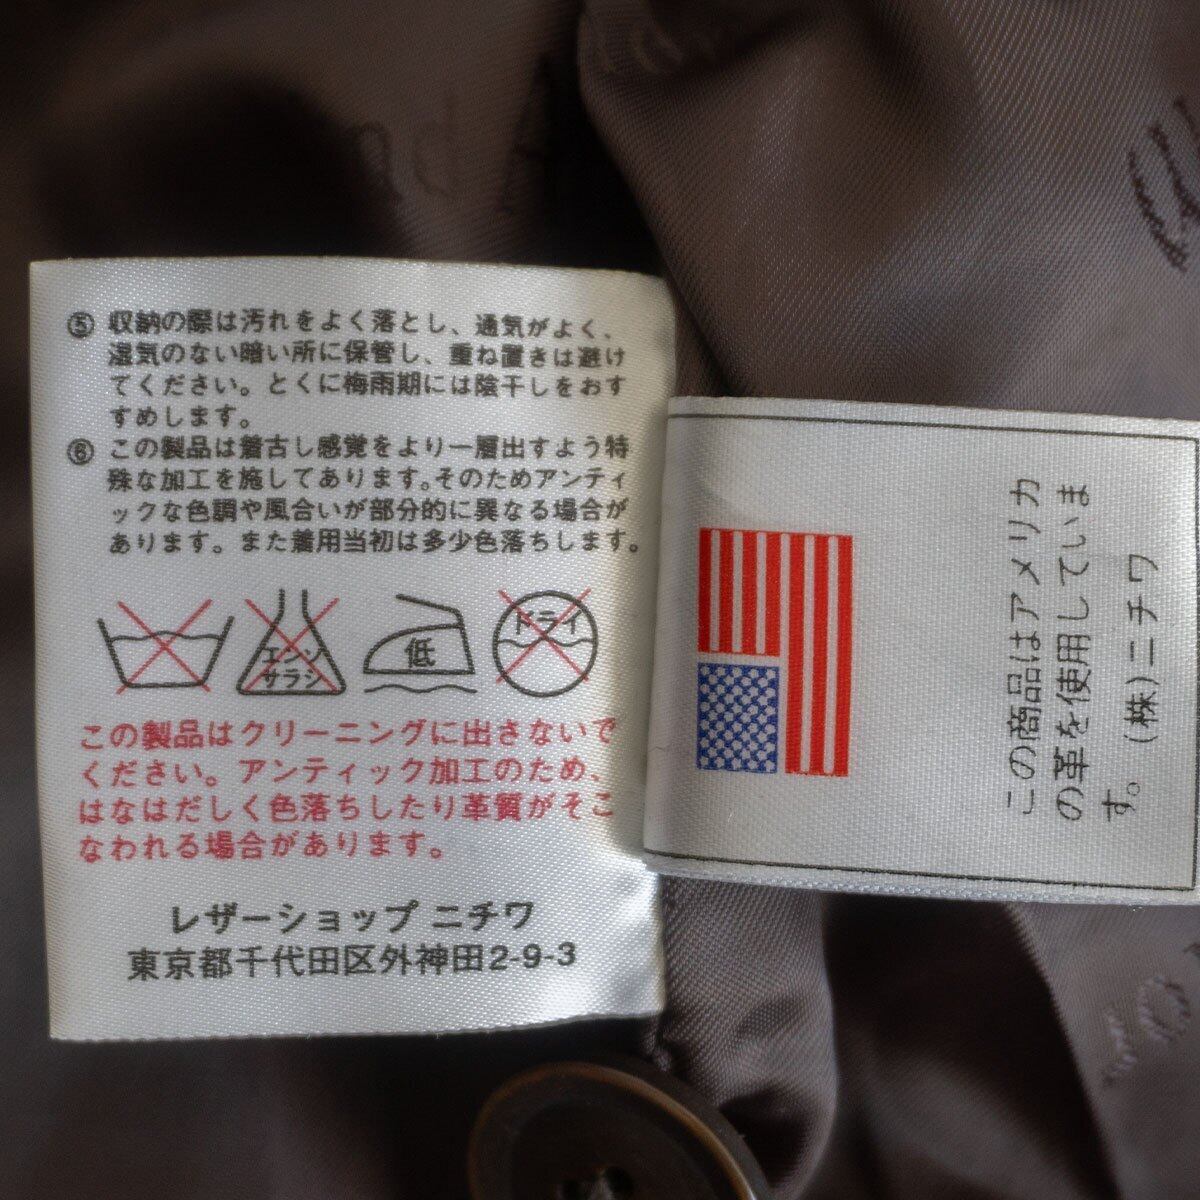 ⑤ 収納の際は汚れをよく落とし、通気がよく、
湿気のない暗い所に保管し、重ね置きは避け
てください。とくに梅雨期には陰干しをおす
すめします。
⑥ この製品は着古し感覚をより一層出すよう特
殊な加工を施してあります。そのためアンティ
ックな色調や風合いが部分的に異なる場合が
あります。また着用当初は多少色落ちします。
エンソ
サラシ
低
ドライ
この製品はクリーニングに出さないで
ください。アンティック加工のため、
はなはだしく色落ちしたり革質がそこ
なわれる場合があります。
レザーショップ ニチワ
東京都千代田区外神田2-9-3
この商品はアメリカ
の革を使用していま
す。 (株)ニチワ